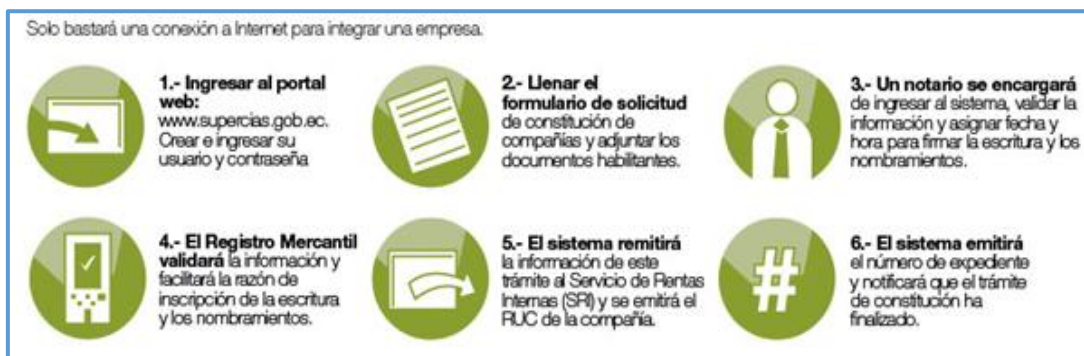 Solo bastará una conexión a Internet para integrar una empresa.
1.- Ingresar al portal
web:
www.supercias.gob.ec.
Crear e ingresar su
usuario y contraseña
2.- Llenar el
formulario de solicitud
de constitución de
compañías y adjuntar los
documentos habilitantes.
3.- Un notario se encargará
de ingresar al sistema, validar la
información y asignar fecha y
hora para firmar la escritura y los
nombramientos.
4.- El Registro Mercantil
validará la información y
facilitará la razón de
inscripción de la escritura
y los nombramientos.
5.- El sistema remitirá
la información de este
trámite al Servicio de Rentas
Internas (SRI) y se emitirá el
RUC de la compañía.
#
6.- El sistema emitirá
el número de expediente
y notificará que el trámite
de constitución ha
finalizado.